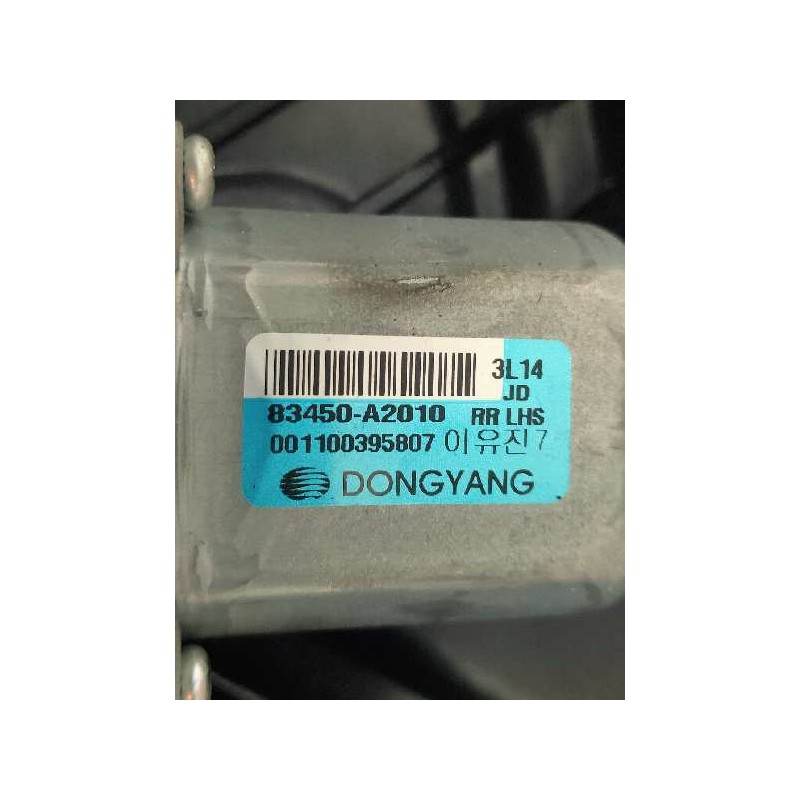 3L14
JD
83450-A2010 RR LHS
001100395807 이유진 7
DONGYANG